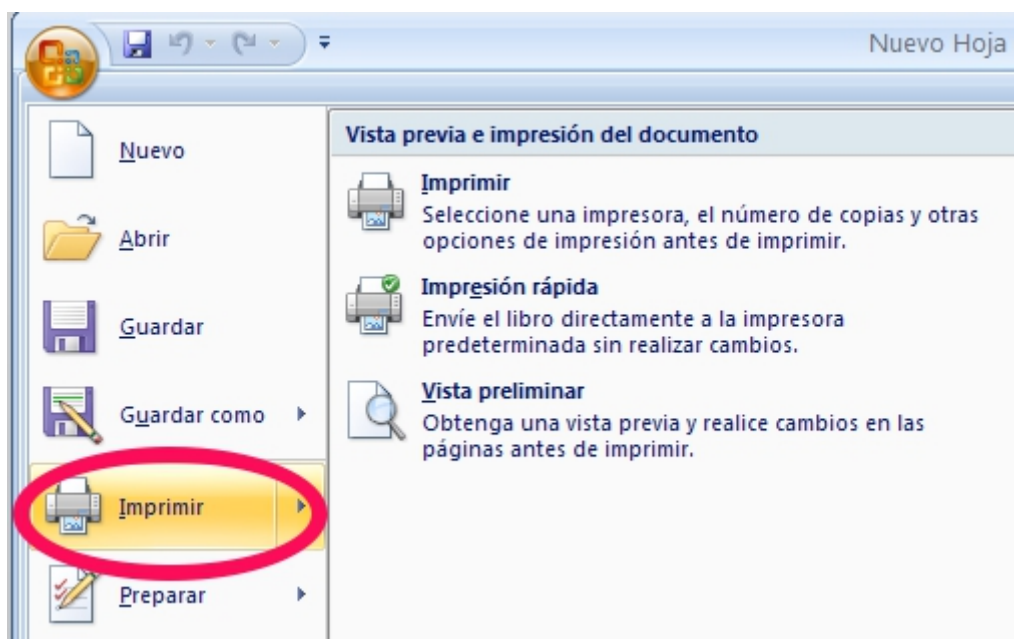 Nuevo Hoja
Nuevo
Abrir
Guardar
Guardar como
Imprimir
Preparar
Vista previa e impresión del documento
Imprimir
Seleccione una impresora, el número de copias y otras
opciones de impresión antes de imprimir.
Impresión rápida
Envíe el libro directamente a la impresora
predeterminada sin realizar cambios.
Vista preliminar
Obtenga una vista previa y realice cambios en las
páginas antes de imprimir.